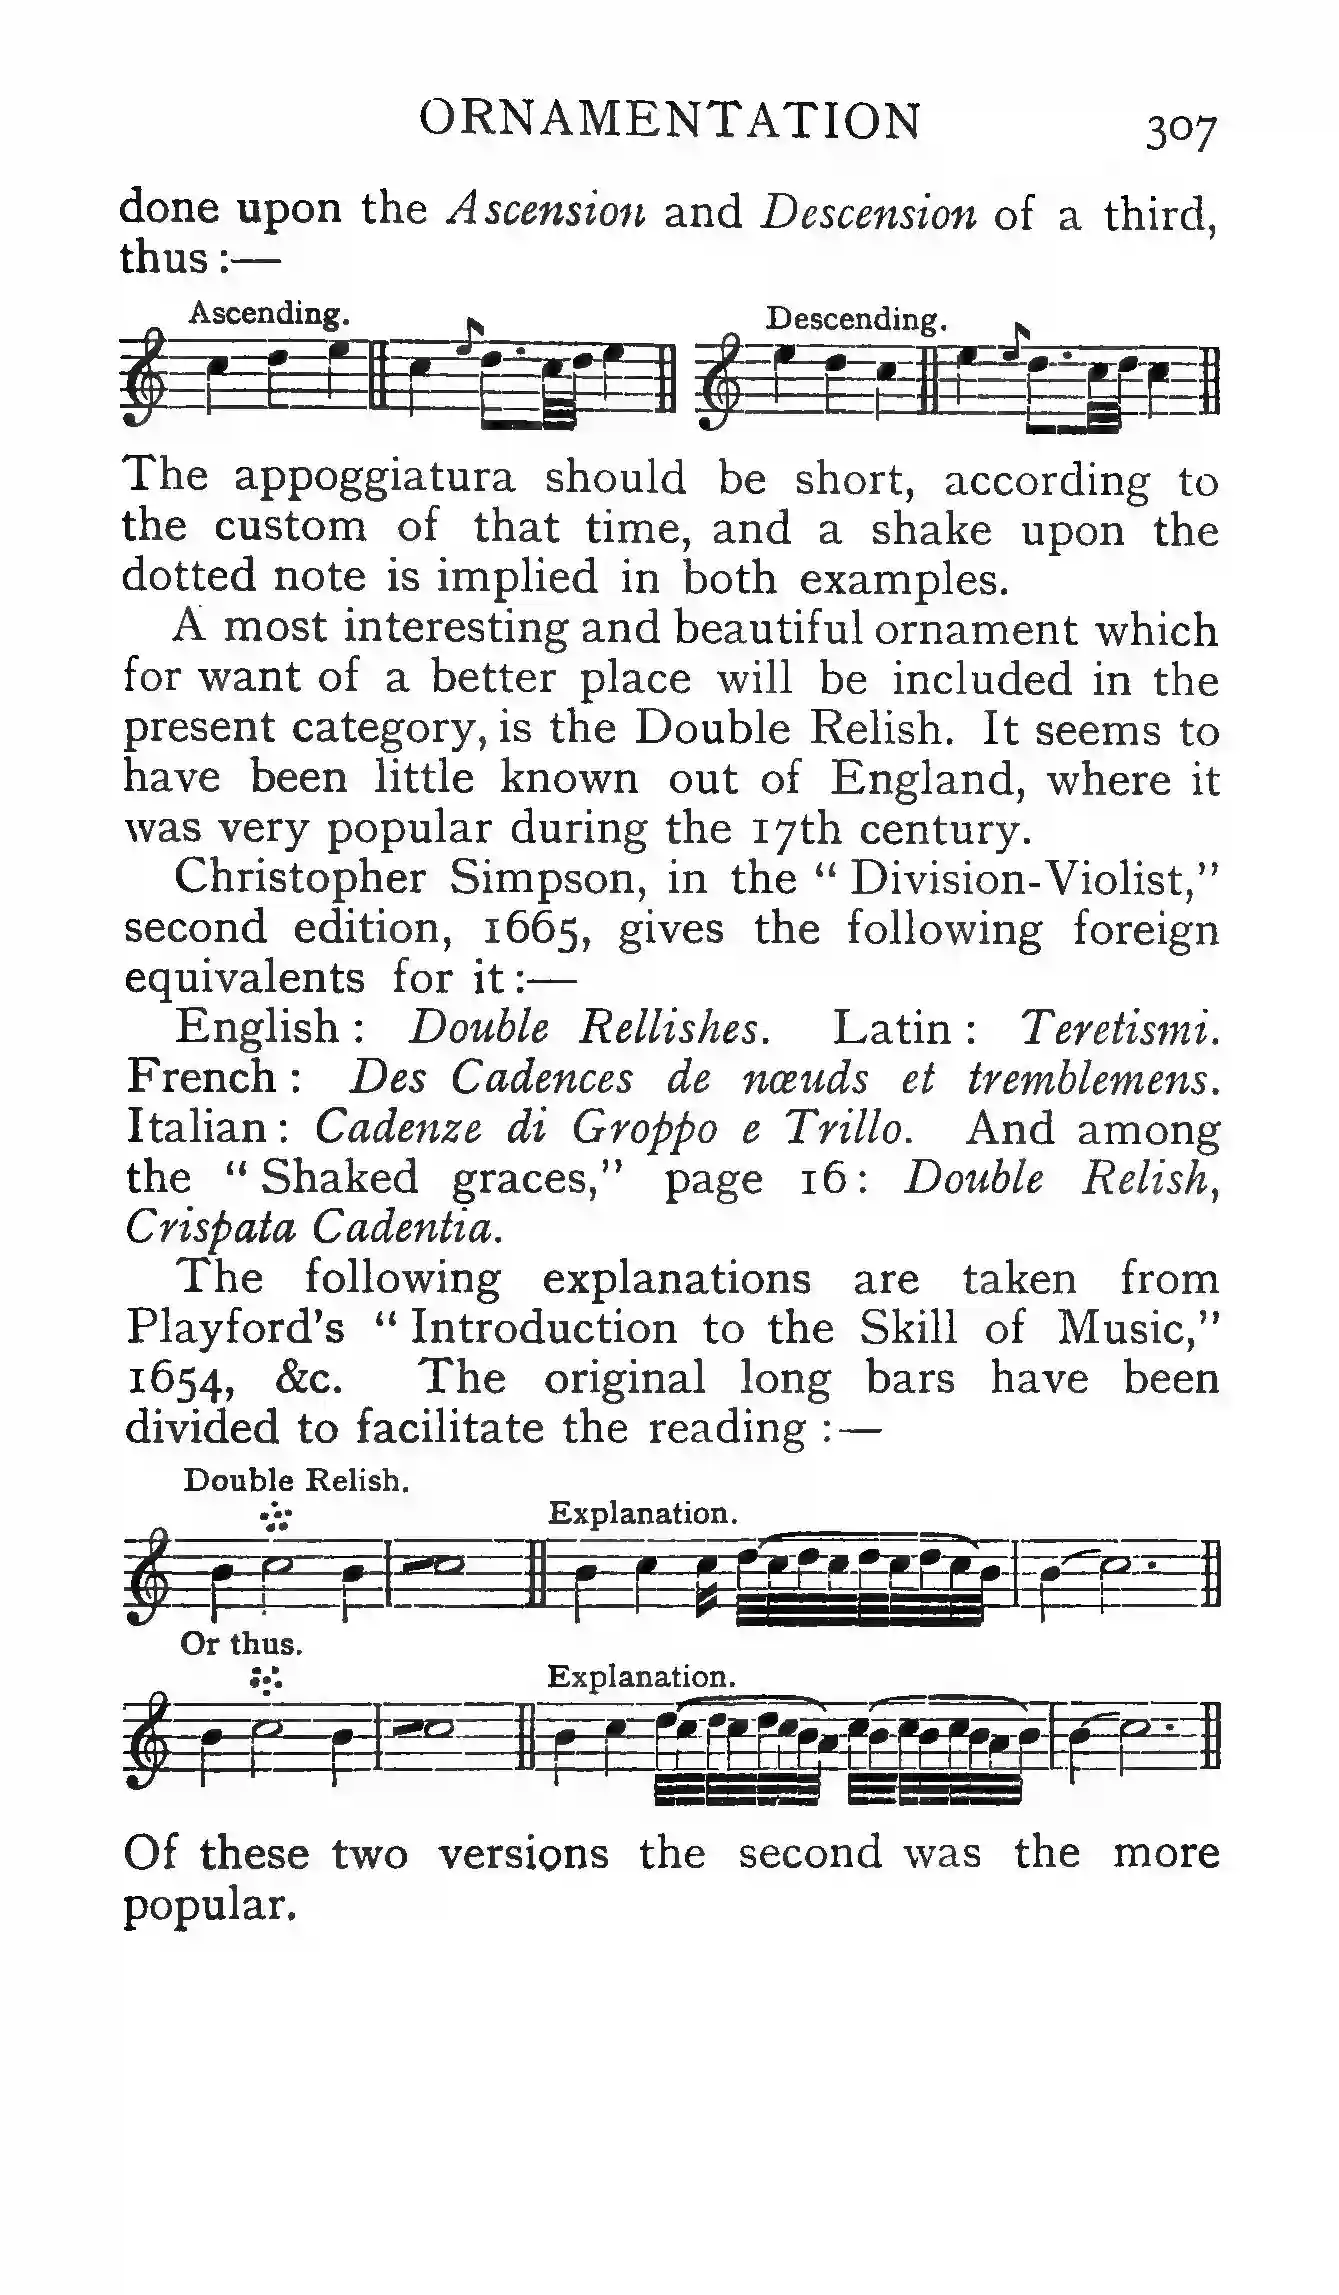 ORNAMENTATION 307
done upon the Ascension and Descension of a third,
thus :—
Ascending. Descending.
The appoggiatura should be short, according to
the custom of that time, and a shake upon the
dotted note is implied in both examples.
A most interesting and beautiful ornament which
for want of a better place will be included in the
present category, is the Double Relish. It seems to
have been little known out of England, where it
was very popular during the 17th century.
Christopher Simpson, in the “ Division-Violist,”
second edition, 1665, gives the following foreign
equivalents for it :—
English : Double Rellishes. Latin : Teretismi.
French : Des Cadences de nœuds et tremblemens.
Italian : Cadenze di Groppo e Trillo. And among
the “ Shaked graces,” page 16 : Double Relish,
Crispata Cadentia.
The following explanations are taken from
Playford’s “ Introduction to the Skill of Music,”
1654, &c. The original long bars have been
divided to facilitate the reading :—
Double Relish.
Explanation.
Or thus.
Explanation.
Of these two versions the second was the more
popular.